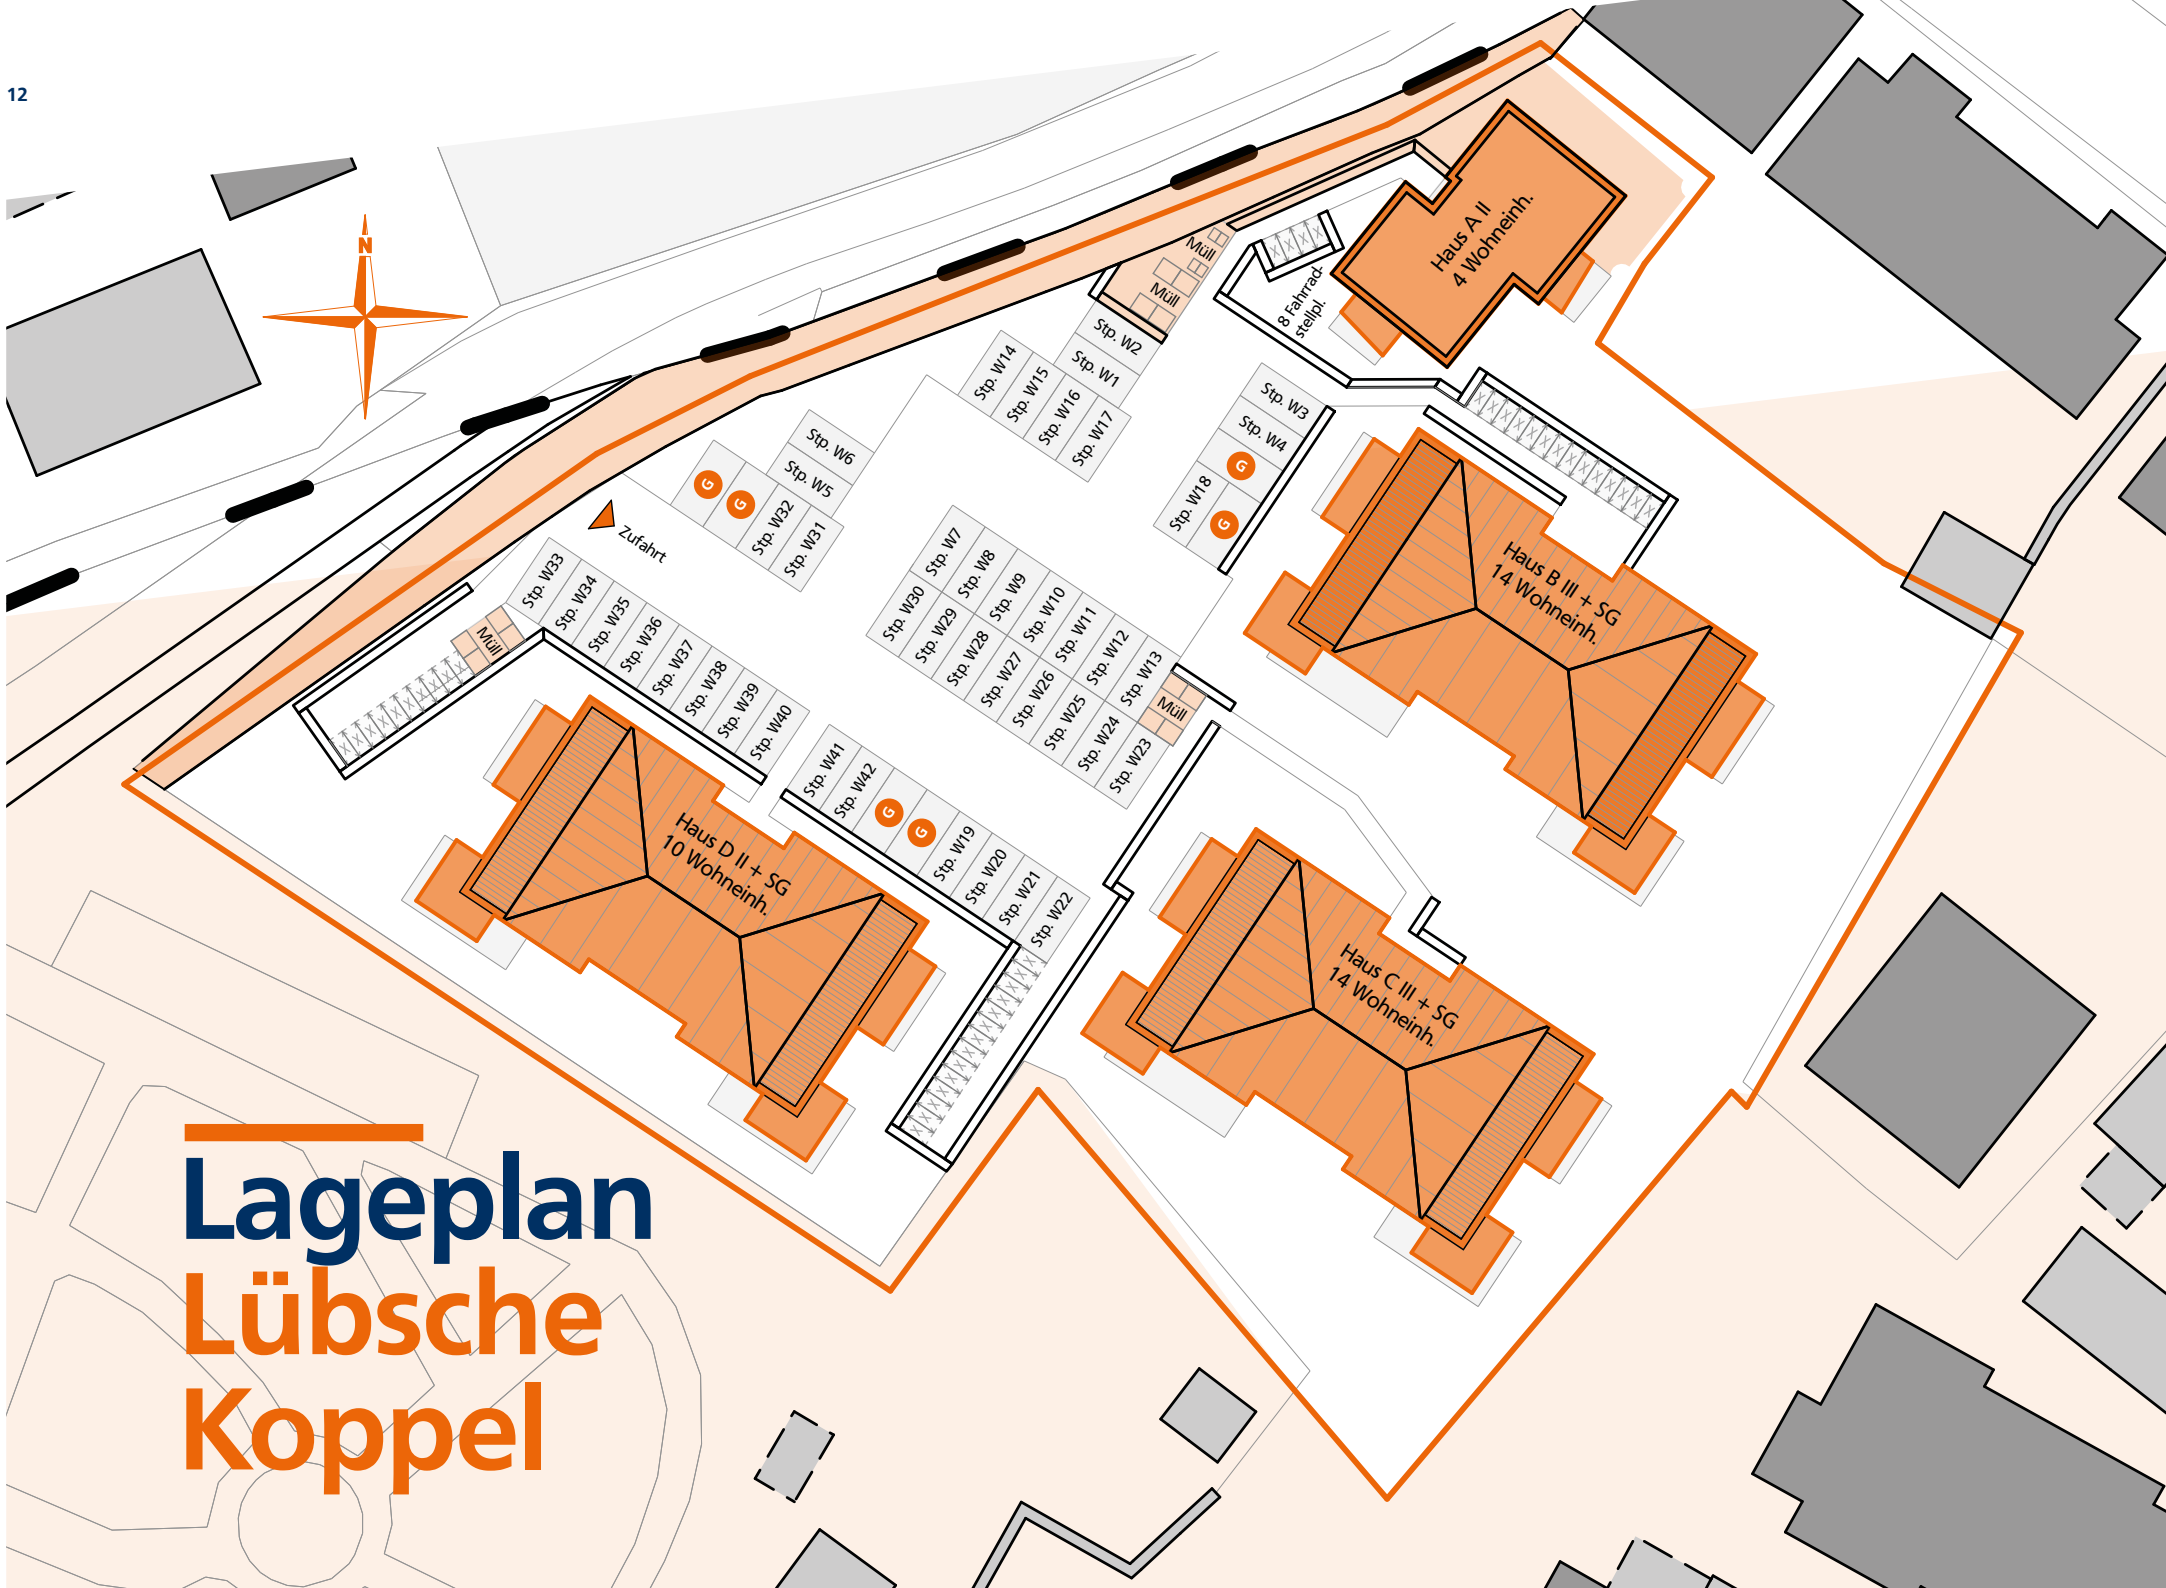 12
N
Müll
Müll
Haus A II
4 Wohneinh.
8 Fahrrad-
stellpl.
Stp. W2
Stp. W1
Stp. W14
Stp. W15
Stp. W16
Stp. W17
Stp. W3
Stp. W4
G
Stp. W18
G
Stp. W6
Stp. W5
G
G
Stp. W32
Stp. W31
Zufahrt
Stp. W7
Stp. W8
Stp. W9
Stp. W10
Stp. W11
Stp. W12
Stp. W13
Stp. W30
Stp. W29
Stp. W28
Stp. W27
Stp. W26
Stp. W25
Stp. W24
Stp. W23
Müll
Haus B III + SG
14 Wohneinh.
Stp. W33
Stp. W34
Stp. W35
Stp. W36
Stp. W37
Stp. W38
Stp. W39
Stp. W40
Müll
Stp. W41
Stp. W42
G
G
Stp. W19
Stp. W20
Stp. W21
Stp. W22
Haus D II + SG
10 Wohneinh.
Haus C III + SG
14 Wohneinh.
Lageplan
Lübsche
Koppel